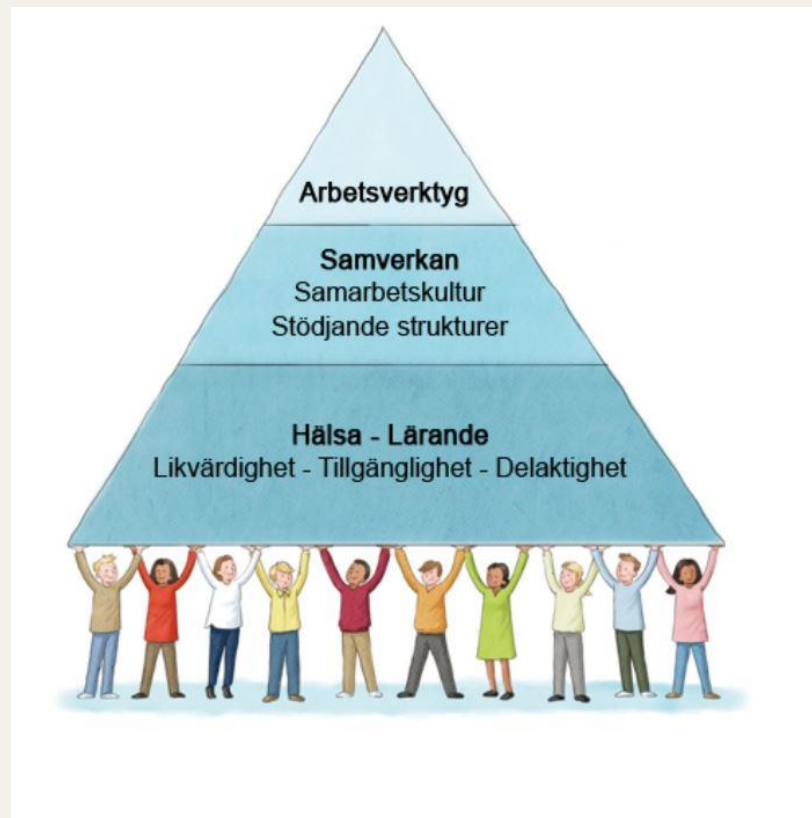 Arbetsverktyg
Samverkan
Samarbetskultur
Stödjande strukturer
Hälsa - Lärande
Likvärdighet - Tillgänglighet - Delaktighet